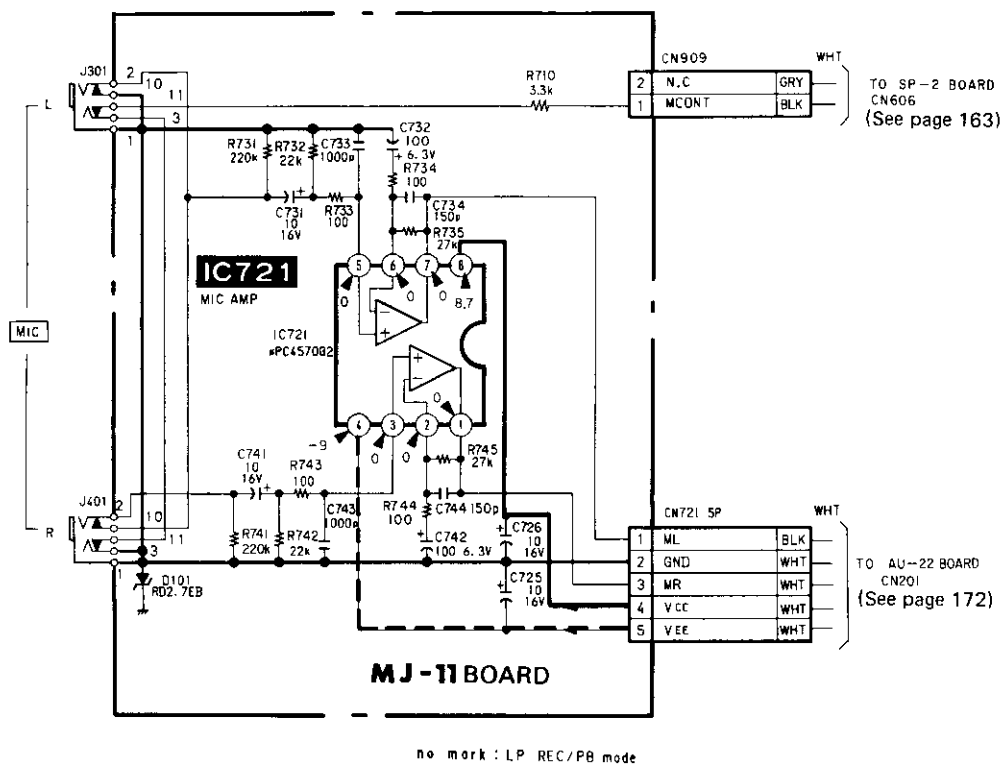 CN909
WHT
J301
2
10
11
3
1
L
R710
3.3k
2 N.C GRY
1 MCONT BLK
TO SP-2 BOARD
CN606
(See page 163)
R731
220k
R732
22k
C733
1000p
C732
100
6.3V
+
R734
100
C731
10
16V
+
R733
100
C734
150p
R735
27k
IC721
MIC AMP
5 6 7 8
0
0
0
8.7
IC721
µPC4570G2
−
+
+
−
MIC
4 3 2 1
-9
0
0
0
C741
10
16V
+
R743
100
R745
27k
J401
2
10
11
3
1
R
R741
220k
R742
22k
C743
1000p
R744
100
C744 150p
C742
100 6.3V
+
C726
10
16V
+
C725
10
16V
+
D101
RD2.7EB
CN721 5P
WHT
1 ML BLK
2 GND WHT
3 MR WHT
4 VCC WHT
5 VEE WHT
TO AU-22 BOARD
CN201
(See page 172)
MJ-11 BOARD
no mark : LP REC/PB mode